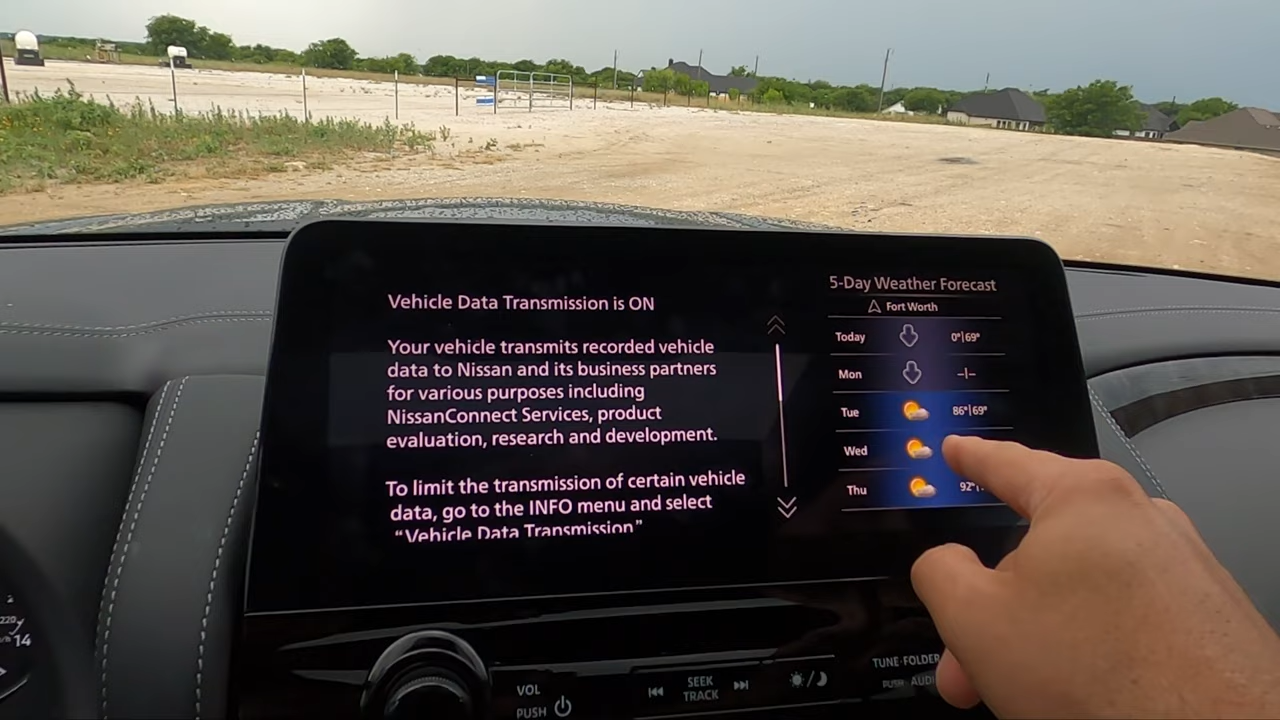 Vehicle Data Transmission is ON
Your vehicle transmits recorded vehicle
data to Nissan and its business partners
for various purposes including
NissanConnect Services, product
evaluation, research and development.
To limit the transmission of certain vehicle
data, go to the INFO menu and select
“Vehicle Data Transmission”
5-Day Weather Forecast
Fort Worth
Today 0°|69°
Mon –|–
Tue 86°|69°
Wed
Thu 92°|
220
14
VOL
PUSH
SEEK
TRACK
TUNE·FOLDER
PUSH AUDI